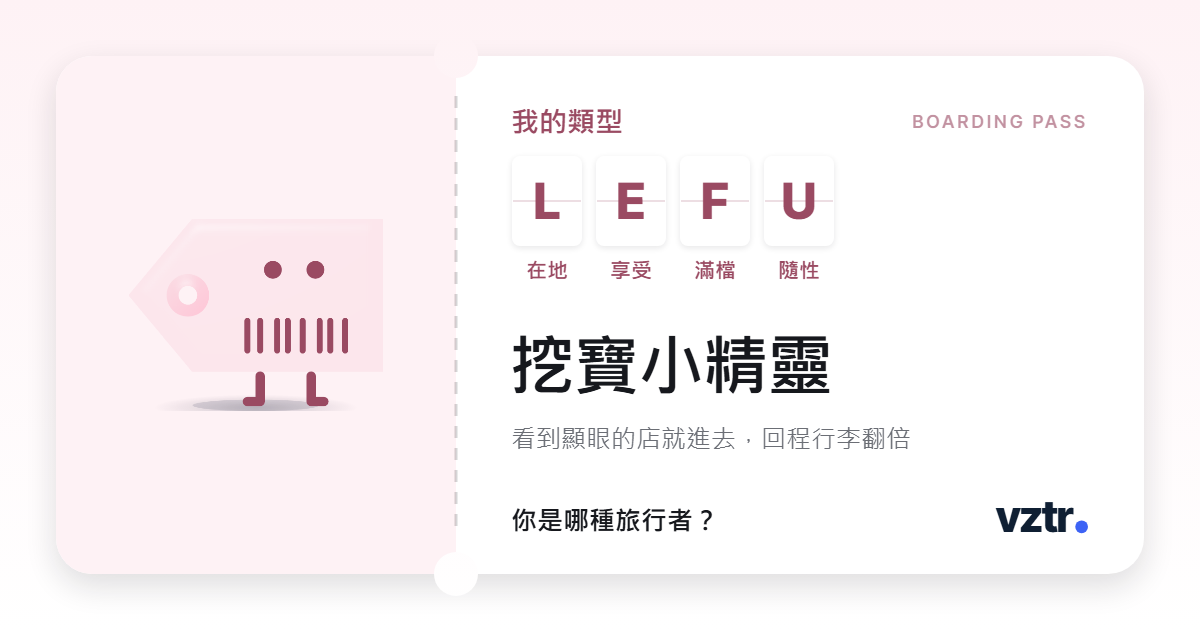 我的類型
BOARDING PASS
L E F U
在地 享受 滿檔 隨性
挖寶小精靈
看到顯眼的店就進去，回程行李翻倍
你是哪種旅行者？
vztr.